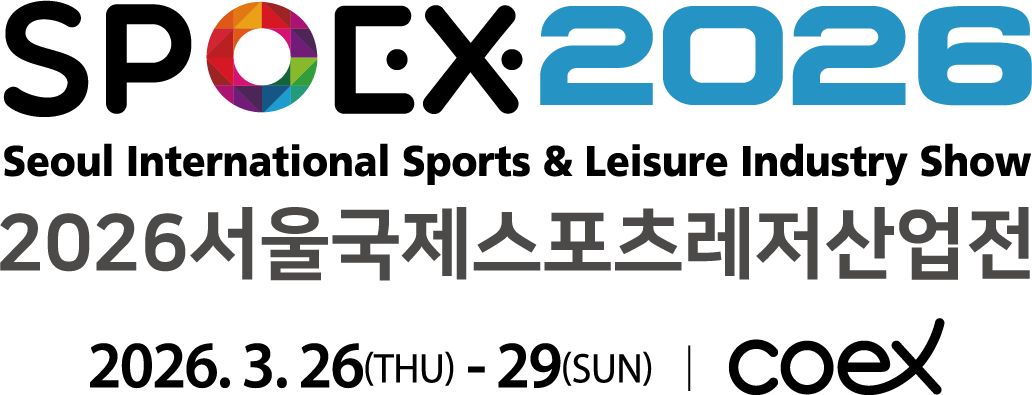 SPOEX 2026
Seoul International Sports & Leisure Industry Show
2026서울국제스포츠레저산업전
2026. 3. 26(THU) - 29(SUN) | coex